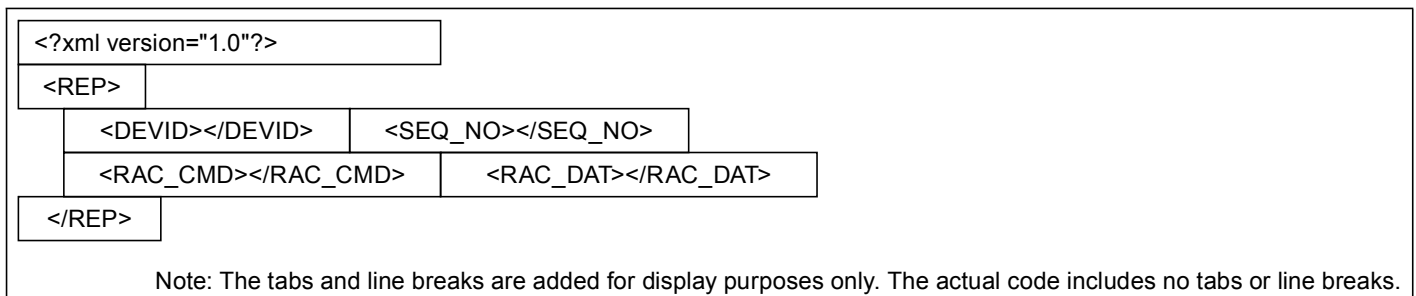 <?xml version="1.0"?>
<REP>
<DEVID></DEVID> <SEQ_NO></SEQ_NO>
<RAC_CMD></RAC_CMD> <RAC_DAT></RAC_DAT>
</REP>
Note: The tabs and line breaks are added for display purposes only. The actual code includes no tabs or line breaks.